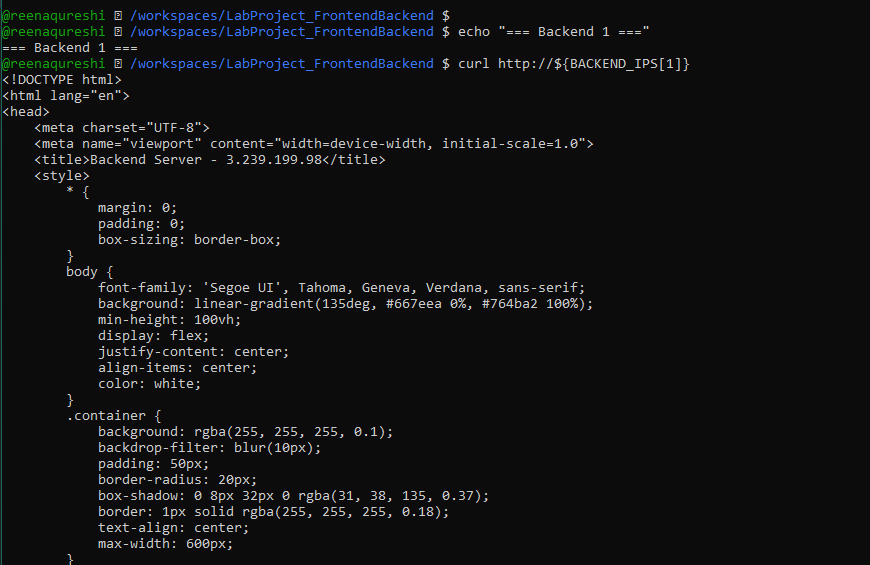 @reenaqureshi /workspaces/LabProject_FrontendBackend $
@reenaqureshi /workspaces/LabProject_FrontendBackend $ echo "=== Backend 1 ==="
=== Backend 1 ===
@reenaqureshi /workspaces/LabProject_FrontendBackend $ curl http://${BACKEND_IPS[1]}
<!DOCTYPE html>
<html lang="en">
<head>
    <meta charset="UTF-8">
    <meta name="viewport" content="width=device-width, initial-scale=1.0">
    <title>Backend Server - 3.239.199.98</title>
    <style>
        * {
            margin: 0;
            padding: 0;
            box-sizing: border-box;
        }
        body {
            font-family: 'Segoe UI', Tahoma, Geneva, Verdana, sans-serif;
            background: linear-gradient(135deg, #667eea 0%, #764ba2 100%);
            min-height: 100vh;
            display: flex;
            justify-content: center;
            align-items: center;
            color: white;
        }
        .container {
            background: rgba(255, 255, 255, 0.1);
            backdrop-filter: blur(10px);
            padding: 50px;
            border-radius: 20px;
            box-shadow: 0 8px 32px 0 rgba(31, 38, 135, 0.37);
            border: 1px solid rgba(255, 255, 255, 0.18);
            text-align: center;
            max-width: 600px;
        }